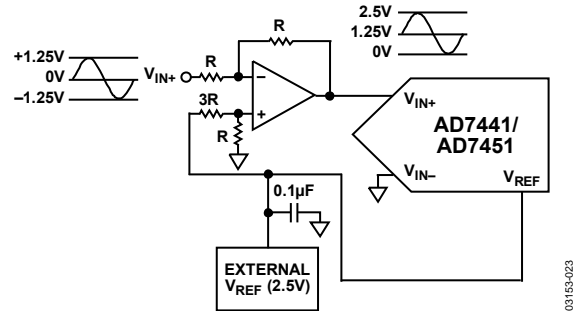 2.5V
1.25V
0V
+1.25V
0V
–1.25V
R
V_IN+
R
–
3R
+
R
V_IN+
AD7441/
AD7451
V_IN–
V_REF
0.1µF
EXTERNAL
V_REF (2.5V)
03153-023